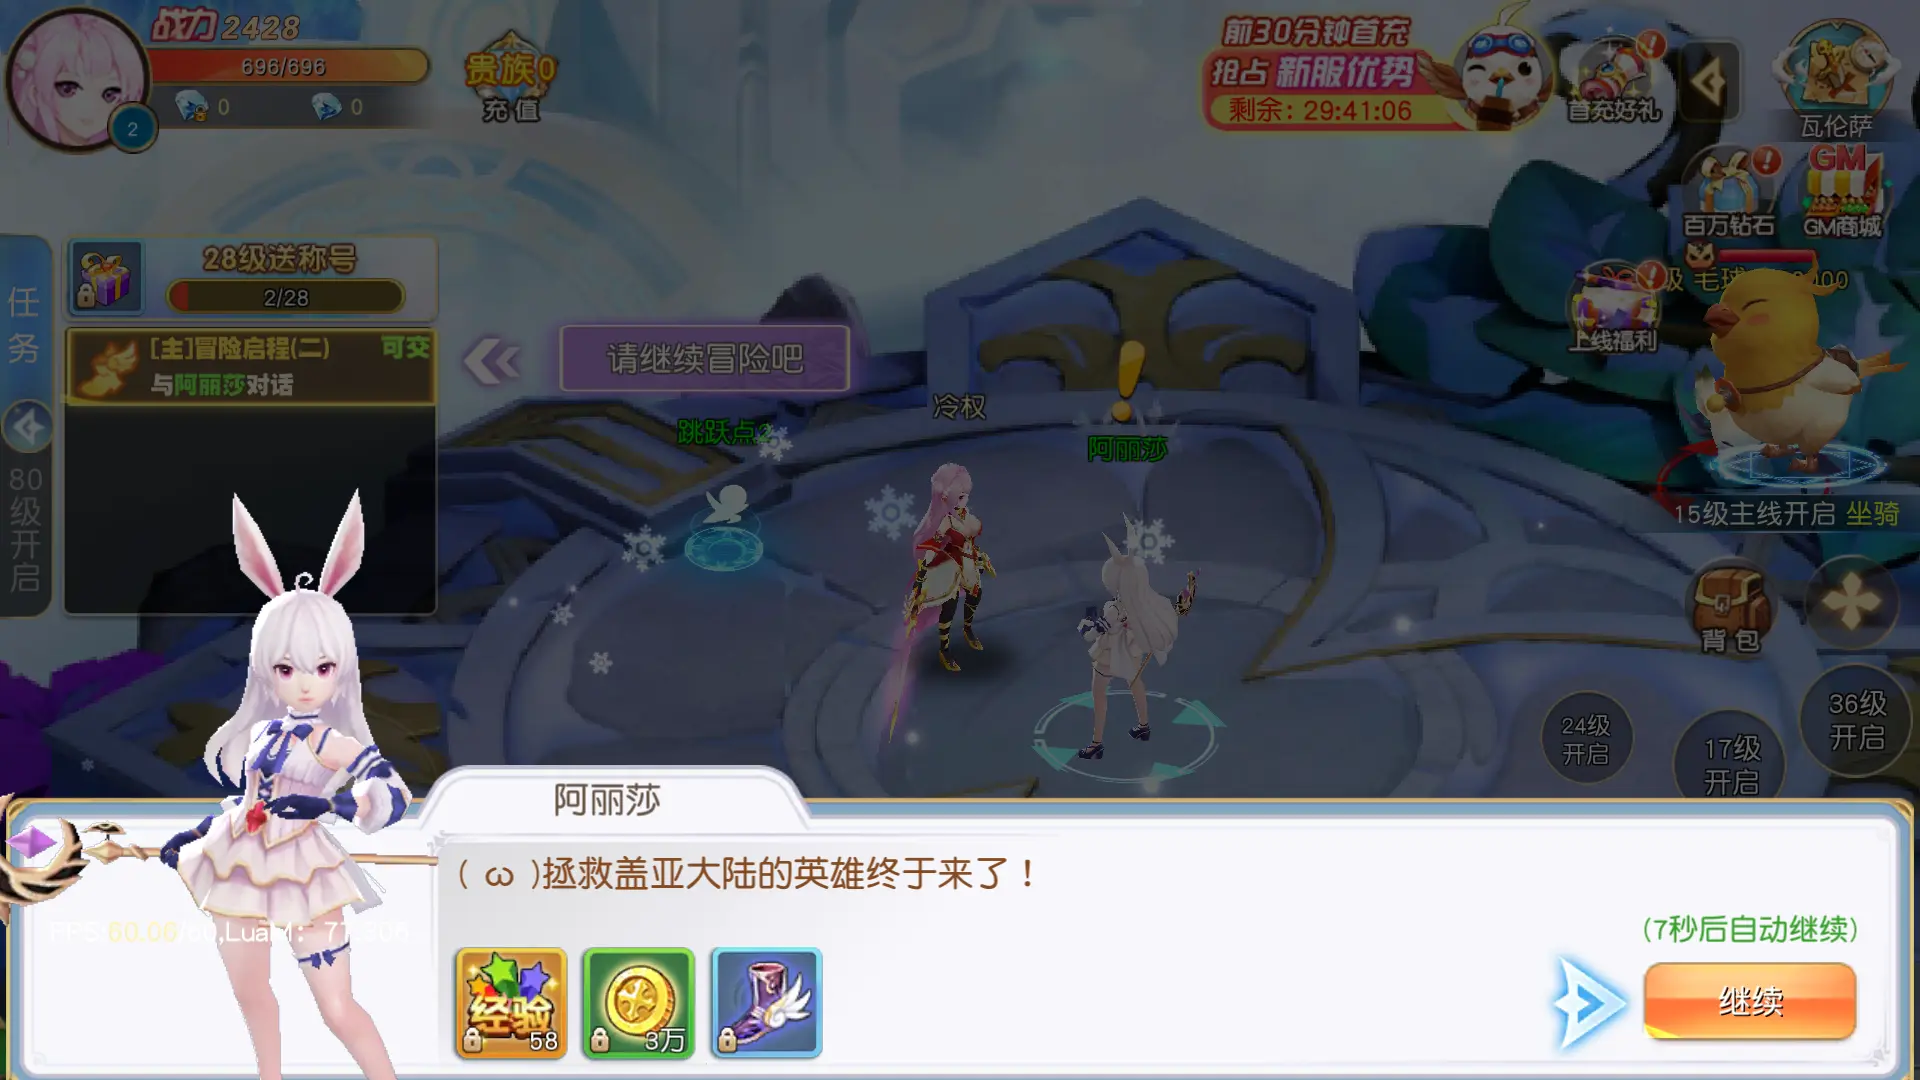 战力2428
696/696
0
0
2
贵族0
充值
前30分钟首充
抢占新服优势
剩余：29:41:06
首充好礼
瓦伦萨
百万钻石
GM
GM商城
上线福利
28级送称号
2/28
任务
80级开启
[主]冒险启程(二)
可交
与阿丽莎对话
请继续冒险吧
跳跃点2
冷权
阿丽莎
15级主线开启 坐骑
背包
24级
开启
17级
开启
36级
开启
阿丽莎
( ω )拯救盖亚大陆的英雄终于来了！
(7秒后自动继续)
经验
58
3万
继续